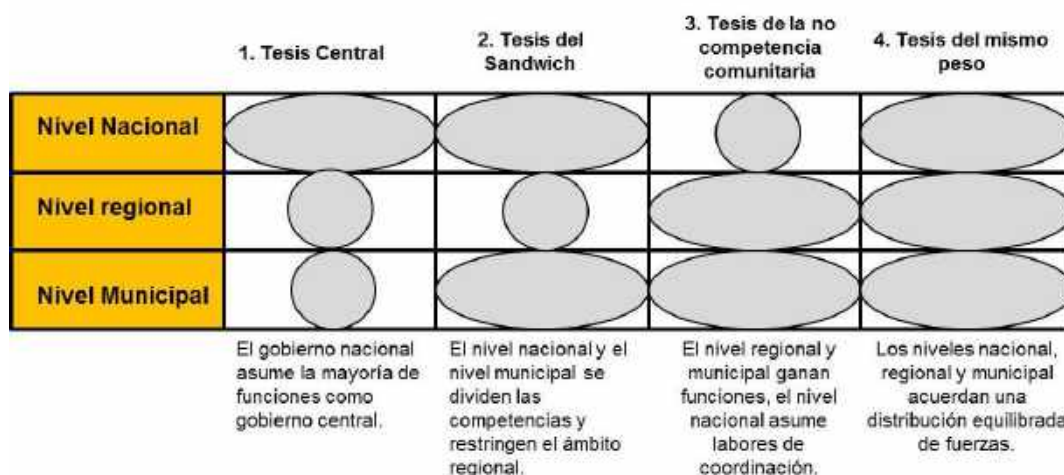 1. Tesis Central
2. Tesis del
Sandwich
3. Tesis de la no
competencia
comunitaria
4. Tesis del mismo
peso
Nivel Nacional
Nivel regional
Nivel Municipal
El gobierno nacional
asume la mayoría de
funciones como
gobierno central.
El nivel nacional y el
nivel municipal se
dividen las
competencias y
restringen el ámbito
regional.
El nivel regional y
municipal ganan
funciones, el nivel
nacional asume
labores de
coordinación.
Los niveles nacional,
regional y municipal
acuerdan una
distribución equilibrada
de fuerzas.